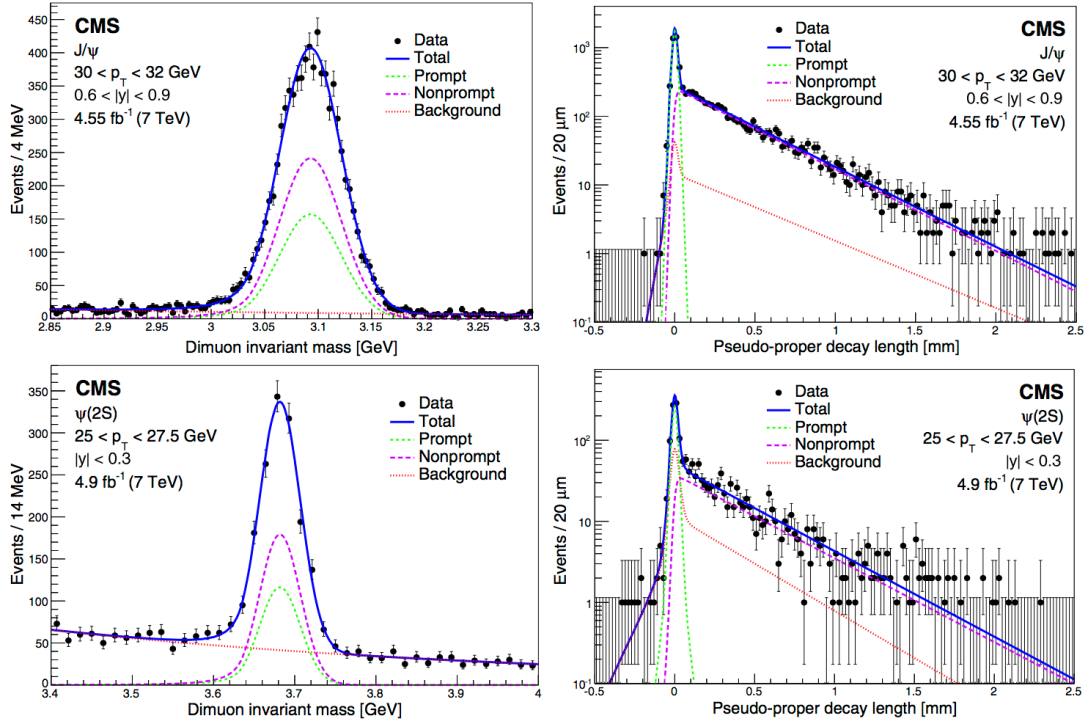 CMS
J/ψ
30 < p_T < 32 GeV
0.6 < |y| < 0.9
4.55 fb⁻¹ (7 TeV)
Data
Total
Prompt
Nonprompt
Background
Events / 4 MeV
450
400
350
300
250
200
150
100
50
0
2.85 2.9 2.95 3 3.05 3.1 3.15 3.2 3.25 3.3
Dimuon invariant mass [GeV]
Data
Total
Prompt
Nonprompt
Background
CMS
J/ψ
30 < p_T < 32 GeV
0.6 < |y| < 0.9
4.55 fb⁻¹ (7 TeV)
Events / 20 μm
10³
10²
10
1
10⁻¹
-0.5 0 0.5 1 1.5 2 2.5
Pseudo-proper decay length [mm]
CMS
ψ(2S)
25 < p_T < 27.5 GeV
|y| < 0.3
4.9 fb⁻¹ (7 TeV)
Data
Total
Prompt
Nonprompt
Background
Events / 14 MeV
350
300
250
200
150
100
50
0
3.4 3.5 3.6 3.7 3.8 3.9 4
Dimuon invariant mass [GeV]
Data
Total
Prompt
Nonprompt
Background
CMS
ψ(2S)
25 < p_T < 27.5 GeV
|y| < 0.3
4.9 fb⁻¹ (7 TeV)
Events / 20 μm
10²
10
1
10⁻¹
-0.5 0 0.5 1 1.5 2 2.5
Pseudo-proper decay length [mm]